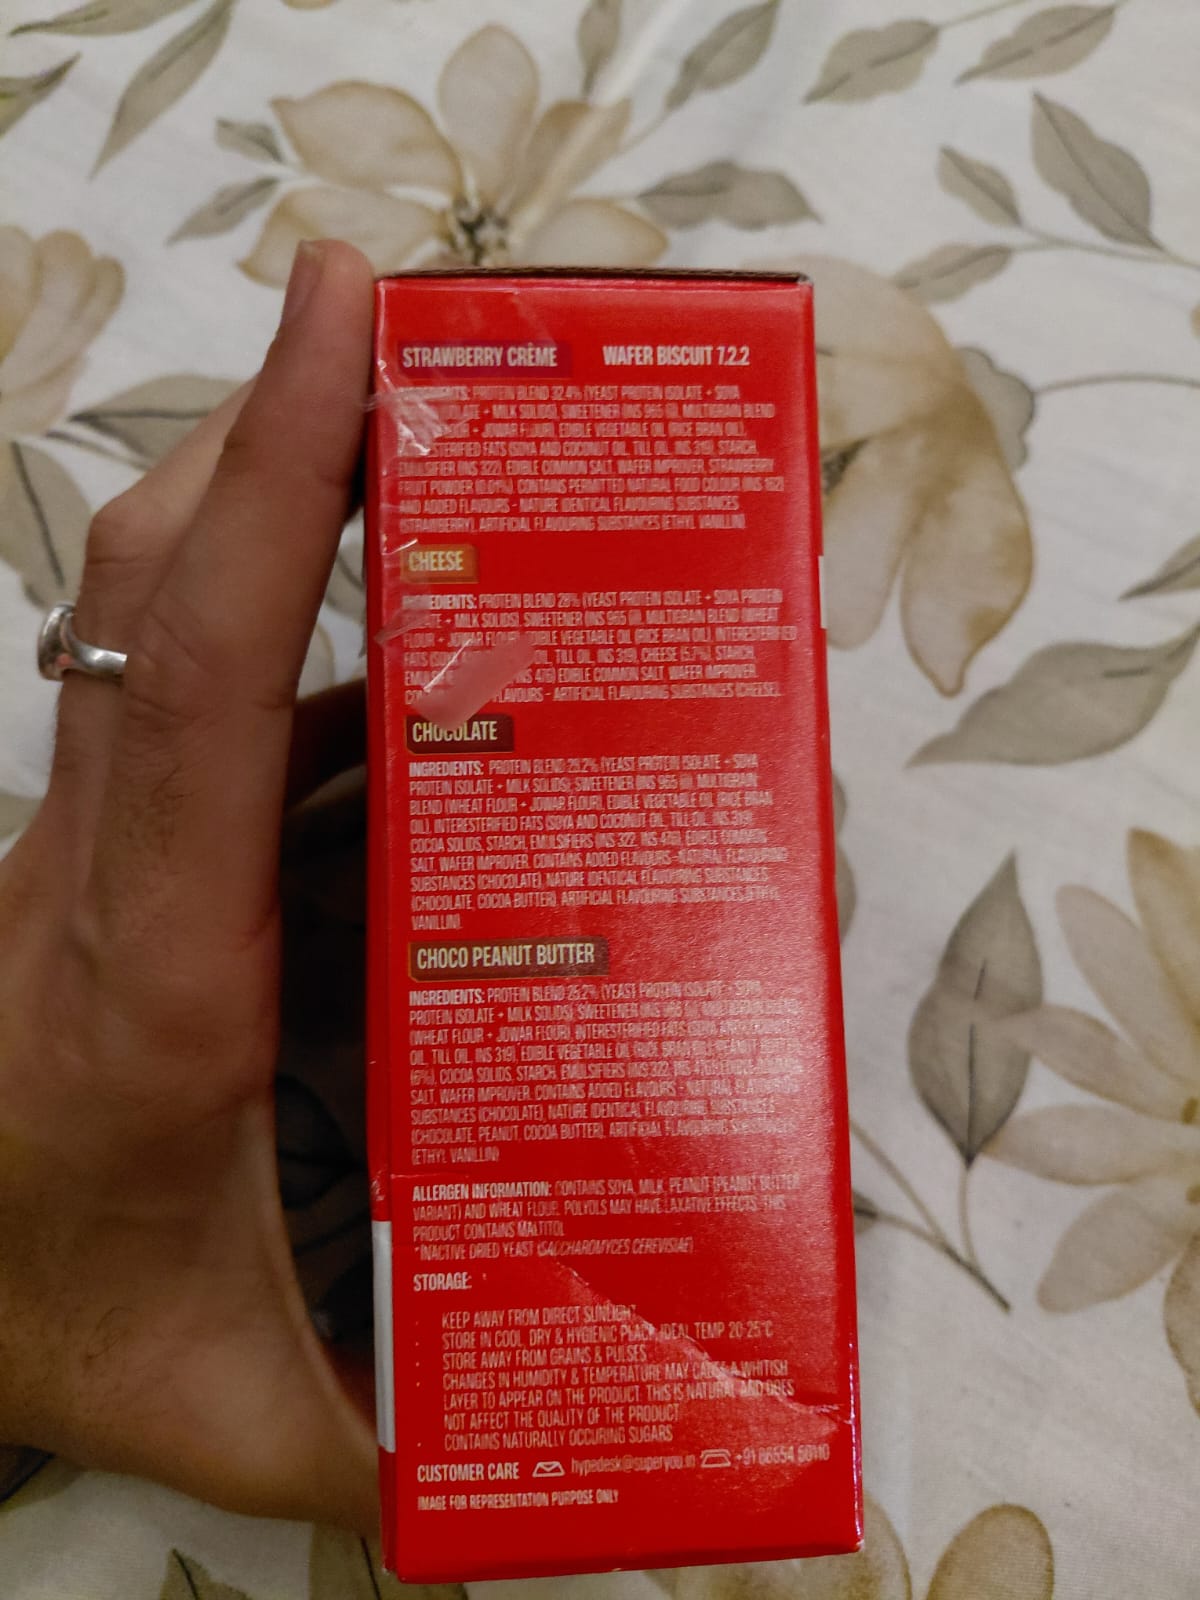 STRAWBERRY CRÈME WAFER BISCUIT 7.2.2
PROTEIN BLEND 32.4% (YEAST PROTEIN ISOLATE + SOYA
+ MILK SOLIDS), SWEETENER (INS 965 (I)), MULTIGRAIN BLEND
+ JOWAR FLOUR), EDIBLE VEGETABLE OIL (RICE BRAN OIL),
FATS (SOYA AND COCONUT OIL, TILL OIL, INS 319), STARCH,
EMULSIFIER (INS 322), EDIBLE COMMON SALT, WAFER IMPROVER, STRAWBERRY
FRUIT POWDER (0.01%). CONTAINS PERMITTED NATURAL FOOD COLOUR (INS 162)
AND ADDED FLAVOURS - NATURE IDENTICAL FLAVOURING SUBSTANCES
(STRAWBERRY), ARTIFICIAL FLAVOURING SUBSTANCES (ETHYL VANILLIN)
CHEESE
INGREDIENTS: PROTEIN BLEND 28% (YEAST PROTEIN ISOLATE + SOYA PROTEIN
+ MILK SOLIDS), SWEETENER (INS 965 (I)), MULTIGRAIN BLEND (WHEAT
FLOUR + JOWAR FLOUR), EDIBLE VEGETABLE OIL (RICE BRAN OIL), INTERESTERIFIED
FATS OIL, TILL OIL, INS 319), CHEESE (5.7%), STARCH,
INS 476) EDIBLE COMMON SALT, WAFER IMPROVER.
FLAVOURS - ARTIFICIAL FLAVOURING SUBSTANCES (CHEESE).
CHOCOLATE
INGREDIENTS: PROTEIN BLEND 25.2% (YEAST PROTEIN ISOLATE + SOYA
PROTEIN ISOLATE + MILK SOLIDS), SWEETENER (INS 965 (I)), MULTIGRAIN
BLEND (WHEAT FLOUR + JOWAR FLOUR), EDIBLE VEGETABLE OIL (RICE BRAN
OIL), INTERESTERIFIED FATS (SOYA AND COCONUT OIL, TILL OIL, INS 319),
COCOA SOLIDS, STARCH, EMULSIFIERS (INS 322, INS 476), EDIBLE COMMON
SALT, WAFER IMPROVER. CONTAINS ADDED FLAVOURS - NATURAL FLAVOURING
SUBSTANCES (CHOCOLATE), NATURE IDENTICAL FLAVOURING SUBSTANCES
(CHOCOLATE, COCOA BUTTER), ARTIFICIAL FLAVOURING SUBSTANCES (ETHYL
VANILLIN).
CHOCO PEANUT BUTTER
INGREDIENTS: PROTEIN BLEND 25.2% (YEAST PROTEIN ISOLATE + SOYA
PROTEIN ISOLATE + MILK SOLIDS), SWEETENER (INS 965
(WHEAT FLOUR + JOWAR FLOUR), INTERESTERIFIED FATS (SOYA AND COCONUT
OIL, TILL OIL, INS 319), EDIBLE VEGETABLE OIL (RICE BRAN OIL), PEANUT BUTTER
(6%), COCOA SOLIDS, STARCH, EMULSIFIERS (INS 322, INS 476), EDIBLE COMMON
SALT, WAFER IMPROVER. CONTAINS ADDED FLAVOURS - NATURAL FLAVOURING
SUBSTANCES (CHOCOLATE), NATURE IDENTICAL FLAVOURING SUBSTANCES
(CHOCOLATE, PEANUT, COCOA BUTTER), ARTIFICIAL FLAVOURING SUBSTANCES
(ETHYL VANILLIN)
ALLERGEN INFORMATION: CONTAINS SOYA, MILK, PEANUT (PEANUT BUTTER
VARIANT) AND WHEAT FLOUR. POLYOLS MAY HAVE LAXATIVE EFFECTS. THIS
PRODUCT CONTAINS MALTITOL
*INACTIVE DRIED YEAST (SACCHAROMYCES CEREVISIAE)
STORAGE:
· KEEP AWAY FROM DIRECT SUNLIGHT
· STORE IN COOL, DRY & HYGIENIC PLACE, IDEAL TEMP 20-25°C
· STORE AWAY FROM GRAINS & PULSES
· CHANGES IN HUMIDITY & TEMPERATURE MAY CAUSE A WHITISH
LAYER TO APPEAR ON THE PRODUCT. THIS IS NATURAL AND DOES
NOT AFFECT THE QUALITY OF THE PRODUCT
· CONTAINS NATURALLY OCCURING SUGARS
CUSTOMER CARE hypedesk@superyou.in +91 86554 50110
IMAGE FOR REPRESENTATION PURPOSE ONLY